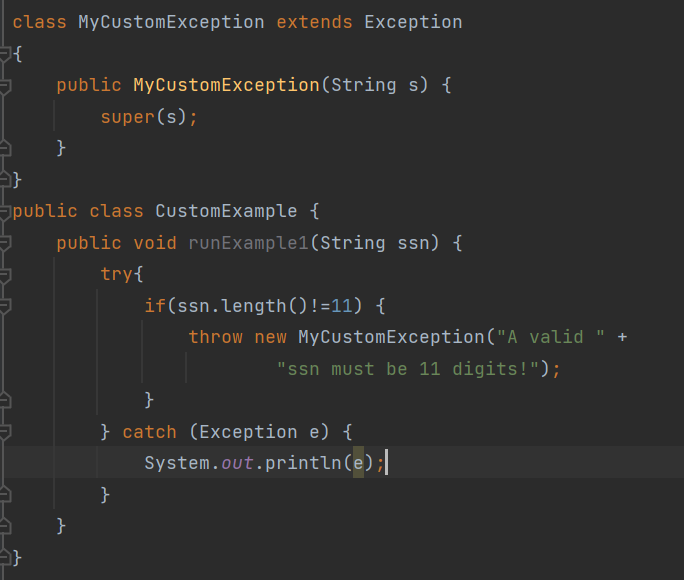 class MyCustomException extends Exception
{
    public MyCustomException(String s) {
        super(s);
    }
}
public class CustomExample {
    public void runExample1(String ssn) {
        try{
            if(ssn.length()!=11) {
                throw new MyCustomException("A valid " +
                        "ssn must be 11 digits!");
            }
        } catch (Exception e) {
            System.out.println(e);
        }
    }
}